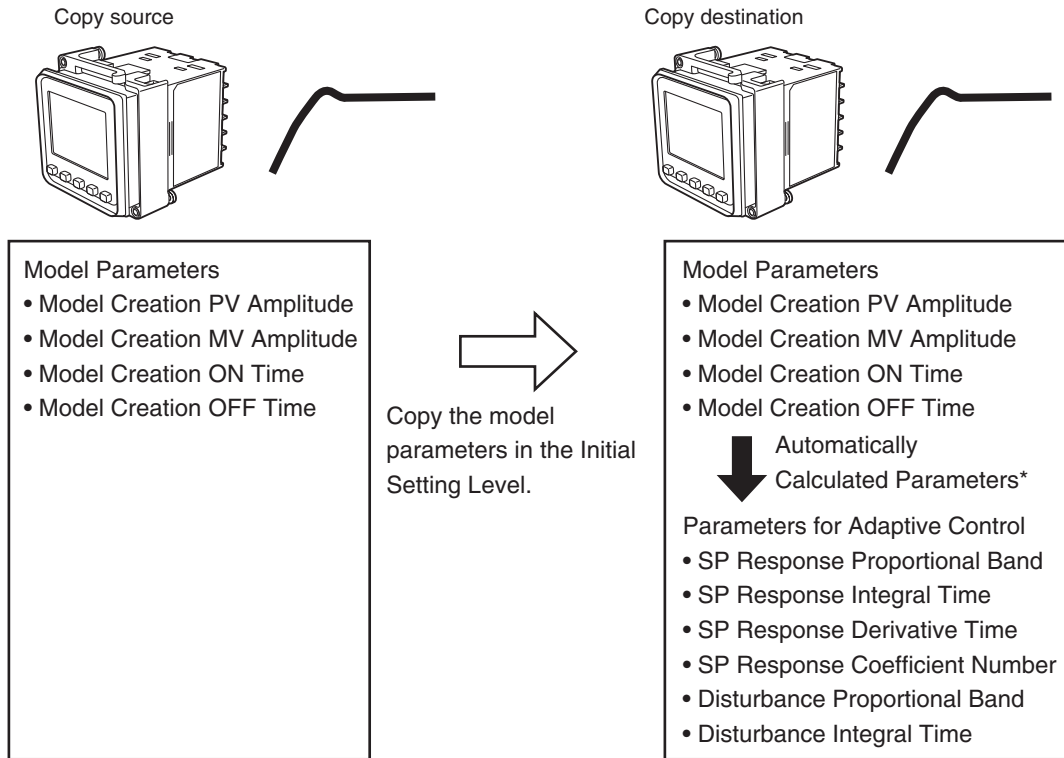 Copy source
Copy destination
Model Parameters
• Model Creation PV Amplitude
• Model Creation MV Amplitude
• Model Creation ON Time
• Model Creation OFF Time
Copy the model
parameters in the Initial
Setting Level.
Model Parameters
• Model Creation PV Amplitude
• Model Creation MV Amplitude
• Model Creation ON Time
• Model Creation OFF Time
Automatically
Calculated Parameters*
Parameters for Adaptive Control
• SP Response Proportional Band
• SP Response Integral Time
• SP Response Derivative Time
• SP Response Coefficient Number
• Disturbance Proportional Band
• Disturbance Integral Time